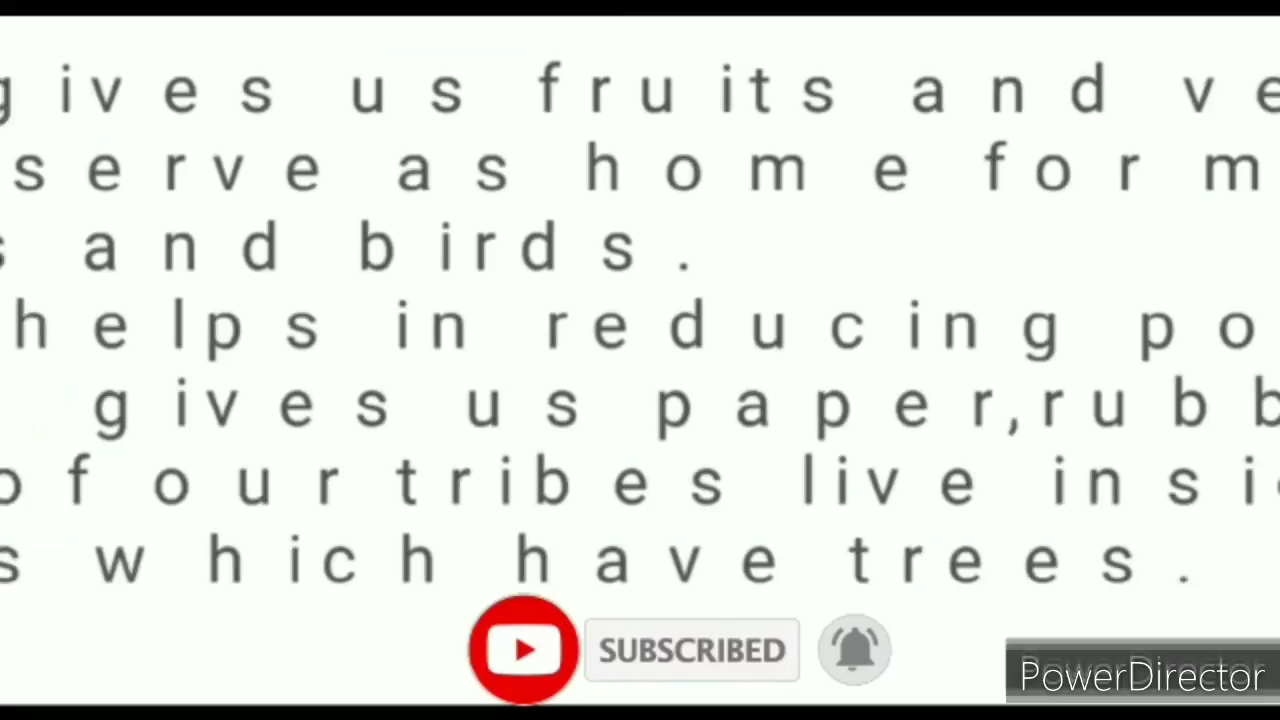 gives us fruits and ve
serve as home for m
s and birds.
helps in reducing po
gives us paper,rubb
of our tribes live insi
s which have trees.
SUBSCRIBED
PowerDirector